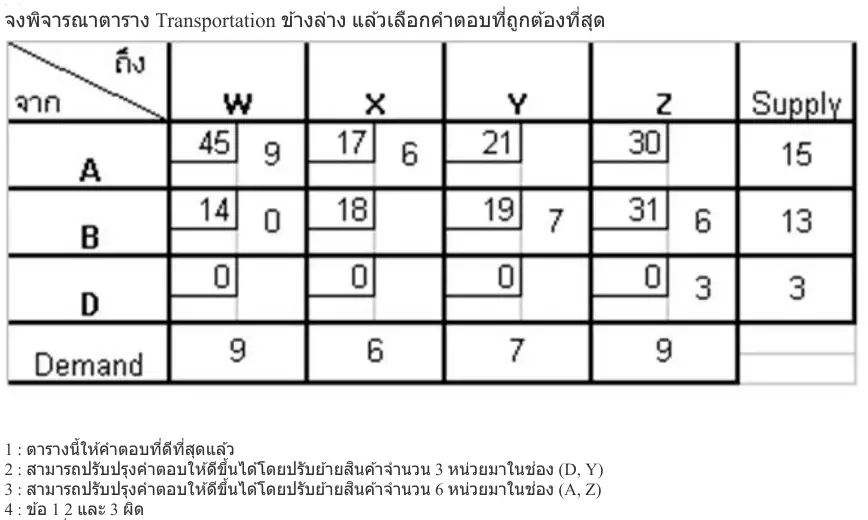 จงพิจารณาตาราง Transportation ข้างล่าง แล้วเลือกคำตอบที่ถูกต้องที่สุด
ถึง
จาก W X Y Z Supply
A 45 9 17 6 21 30 15
B 14 0 18 19 7 31 6 13
D 0 0 0 0 3 3
Demand 9 6 7 9
1 : ตารางนี้ให้คำตอบที่ดีที่สุดแล้ว
2 : สามารถปรับปรุงคำตอบให้ดีขึ้นได้โดยปรับย้ายสินค้าจำนวน 3 หน่วยมาในช่อง (D, Y)
3 : สามารถปรับปรุงคำตอบให้ดีขึ้นได้โดยปรับย้ายสินค้าจำนวน 6 หน่วยมาในช่อง (A, Z)
4 : ข้อ 1 2 และ 3 ผิด